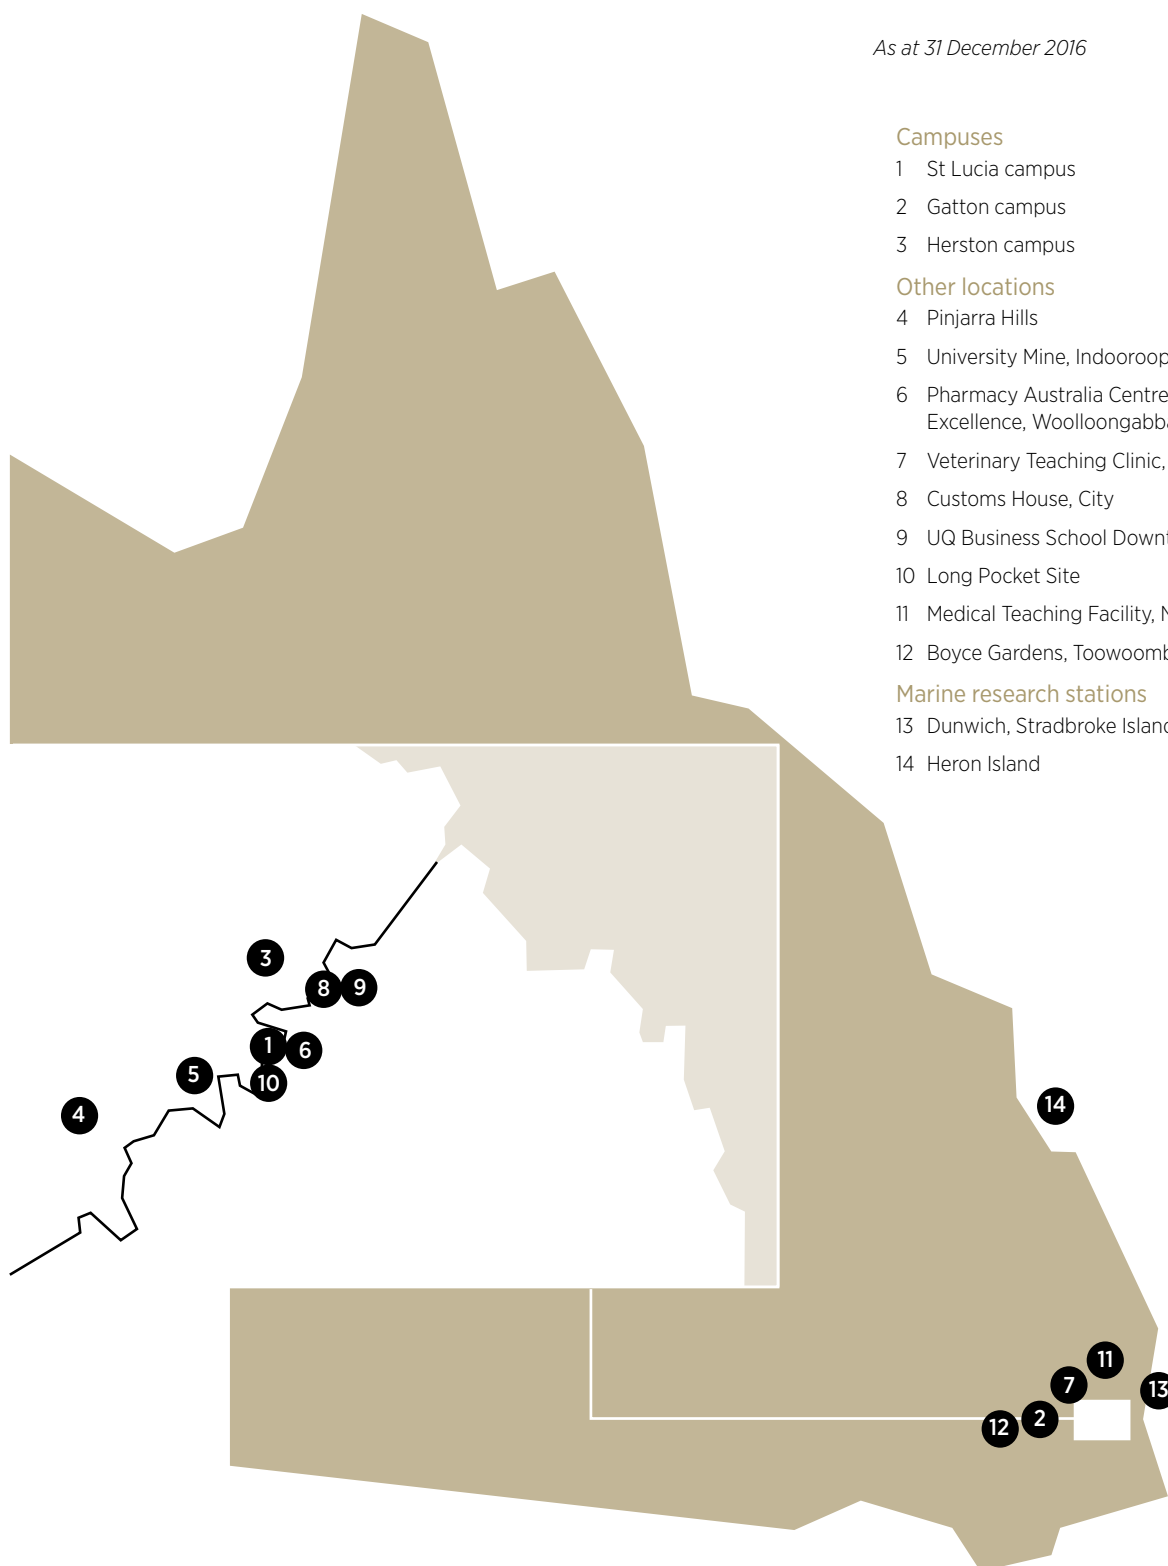 As at 31 December 2016
Campuses
1 St Lucia campus
2 Gatton campus
3 Herston campus
Other locations
4 Pinjarra Hills
5 University Mine, Indooroop
6 Pharmacy Australia Centre
Excellence, Woolloongabba
7 Veterinary Teaching Clinic,
8 Customs House, City
9 UQ Business School Downt
10 Long Pocket Site
11 Medical Teaching Facility, N
12 Boyce Gardens, Toowoomb
Marine research stations
13 Dunwich, Stradbroke Island
14 Heron Island
3
8 9
1 6
5
10
4
14
11
7
13
2
12